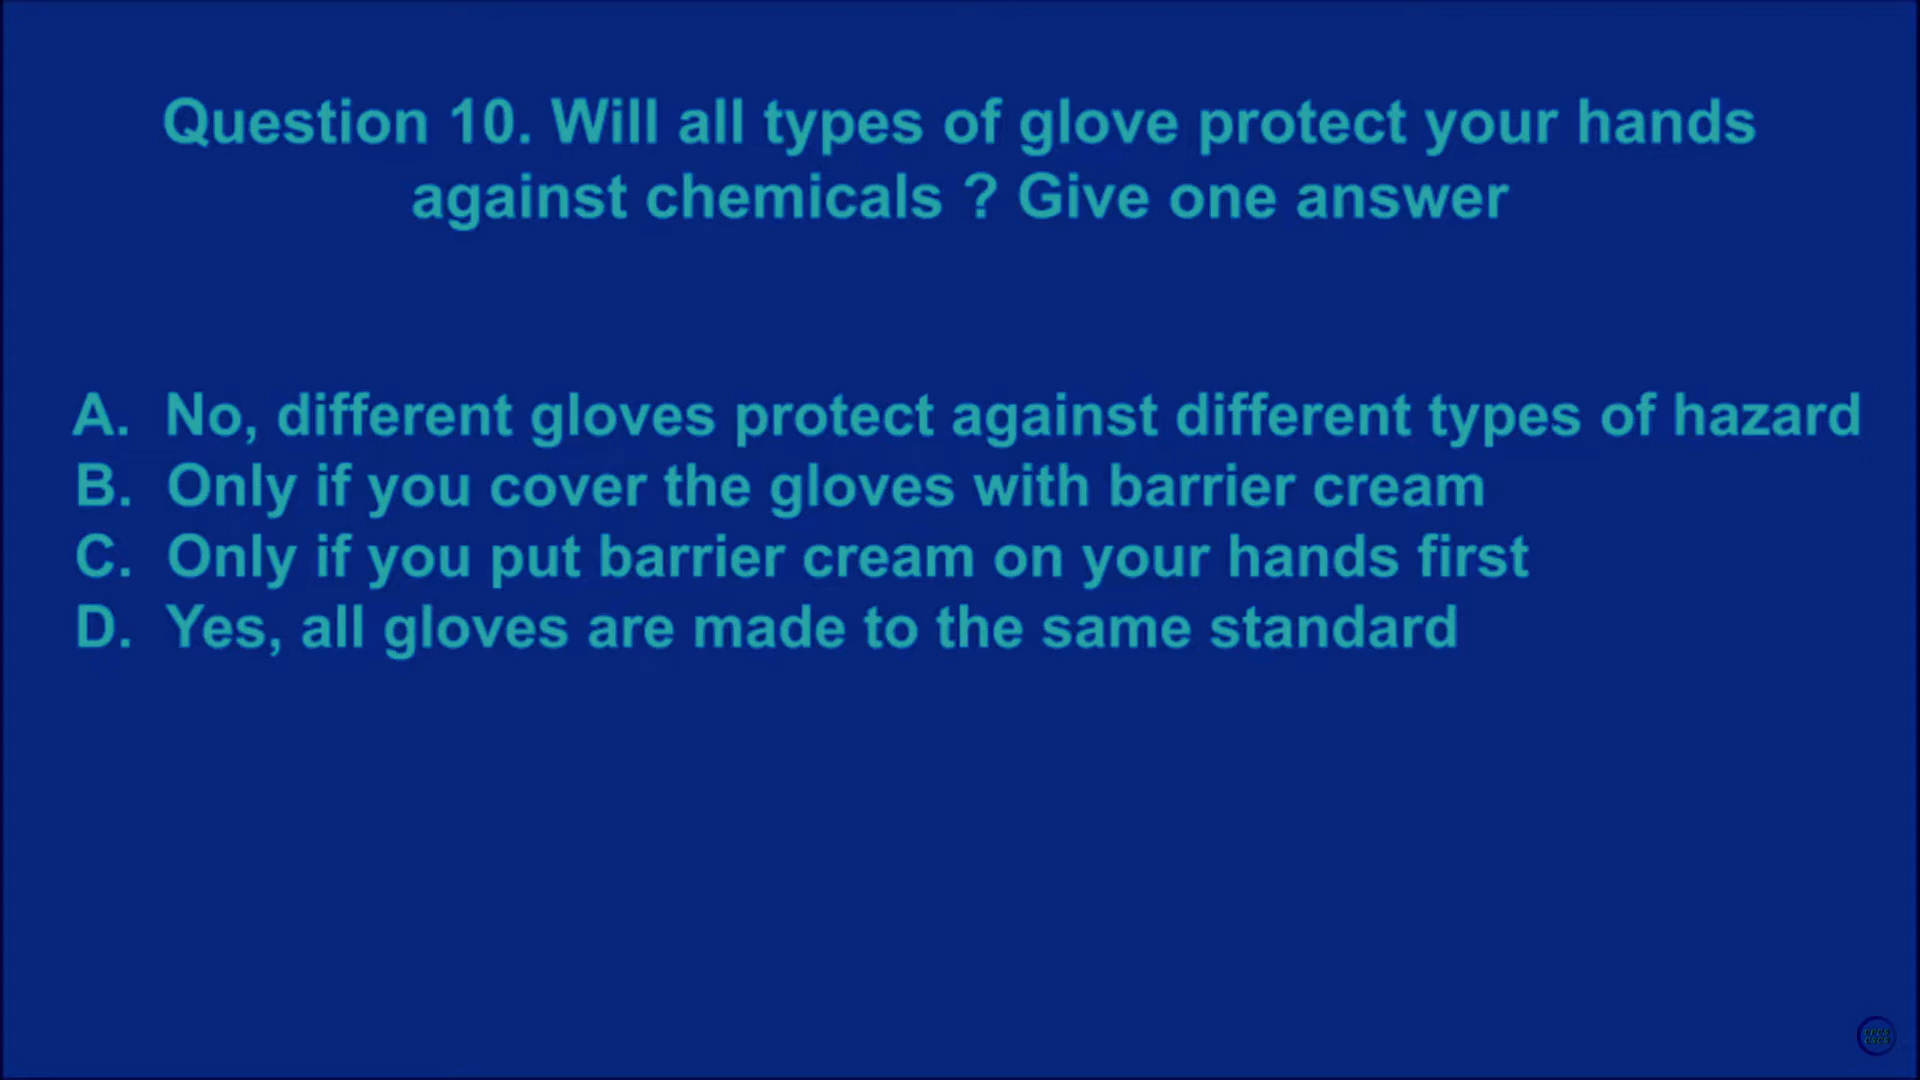 Question 10. Will all types of glove protect your hands
against chemicals ? Give one answer
A. No, different gloves protect against different types of hazard
B. Only if you cover the gloves with barrier cream
C. Only if you put barrier cream on your hands first
D. Yes, all gloves are made to the same standard